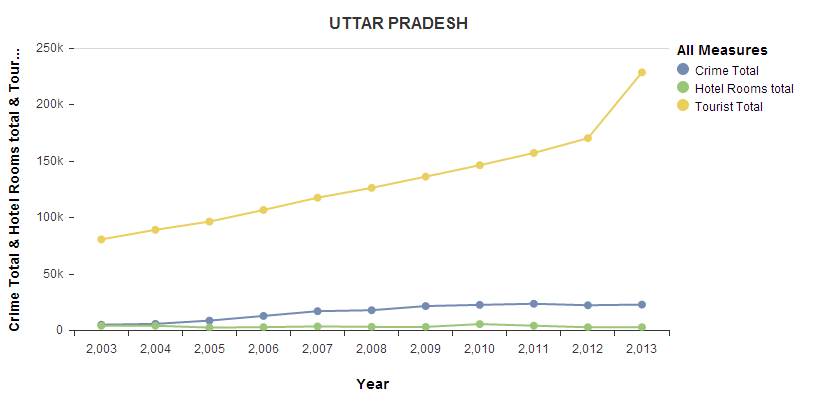 UTTAR PRADESH
Crime Total & Hotel Rooms total & Tour...
250k
200k
150k
100k
50k
0
2,003 2,004 2,005 2,006 2,007 2,008 2,009 2,010 2,011 2,012 2,013
Year
All Measures
Crime Total
Hotel Rooms total
Tourist Total